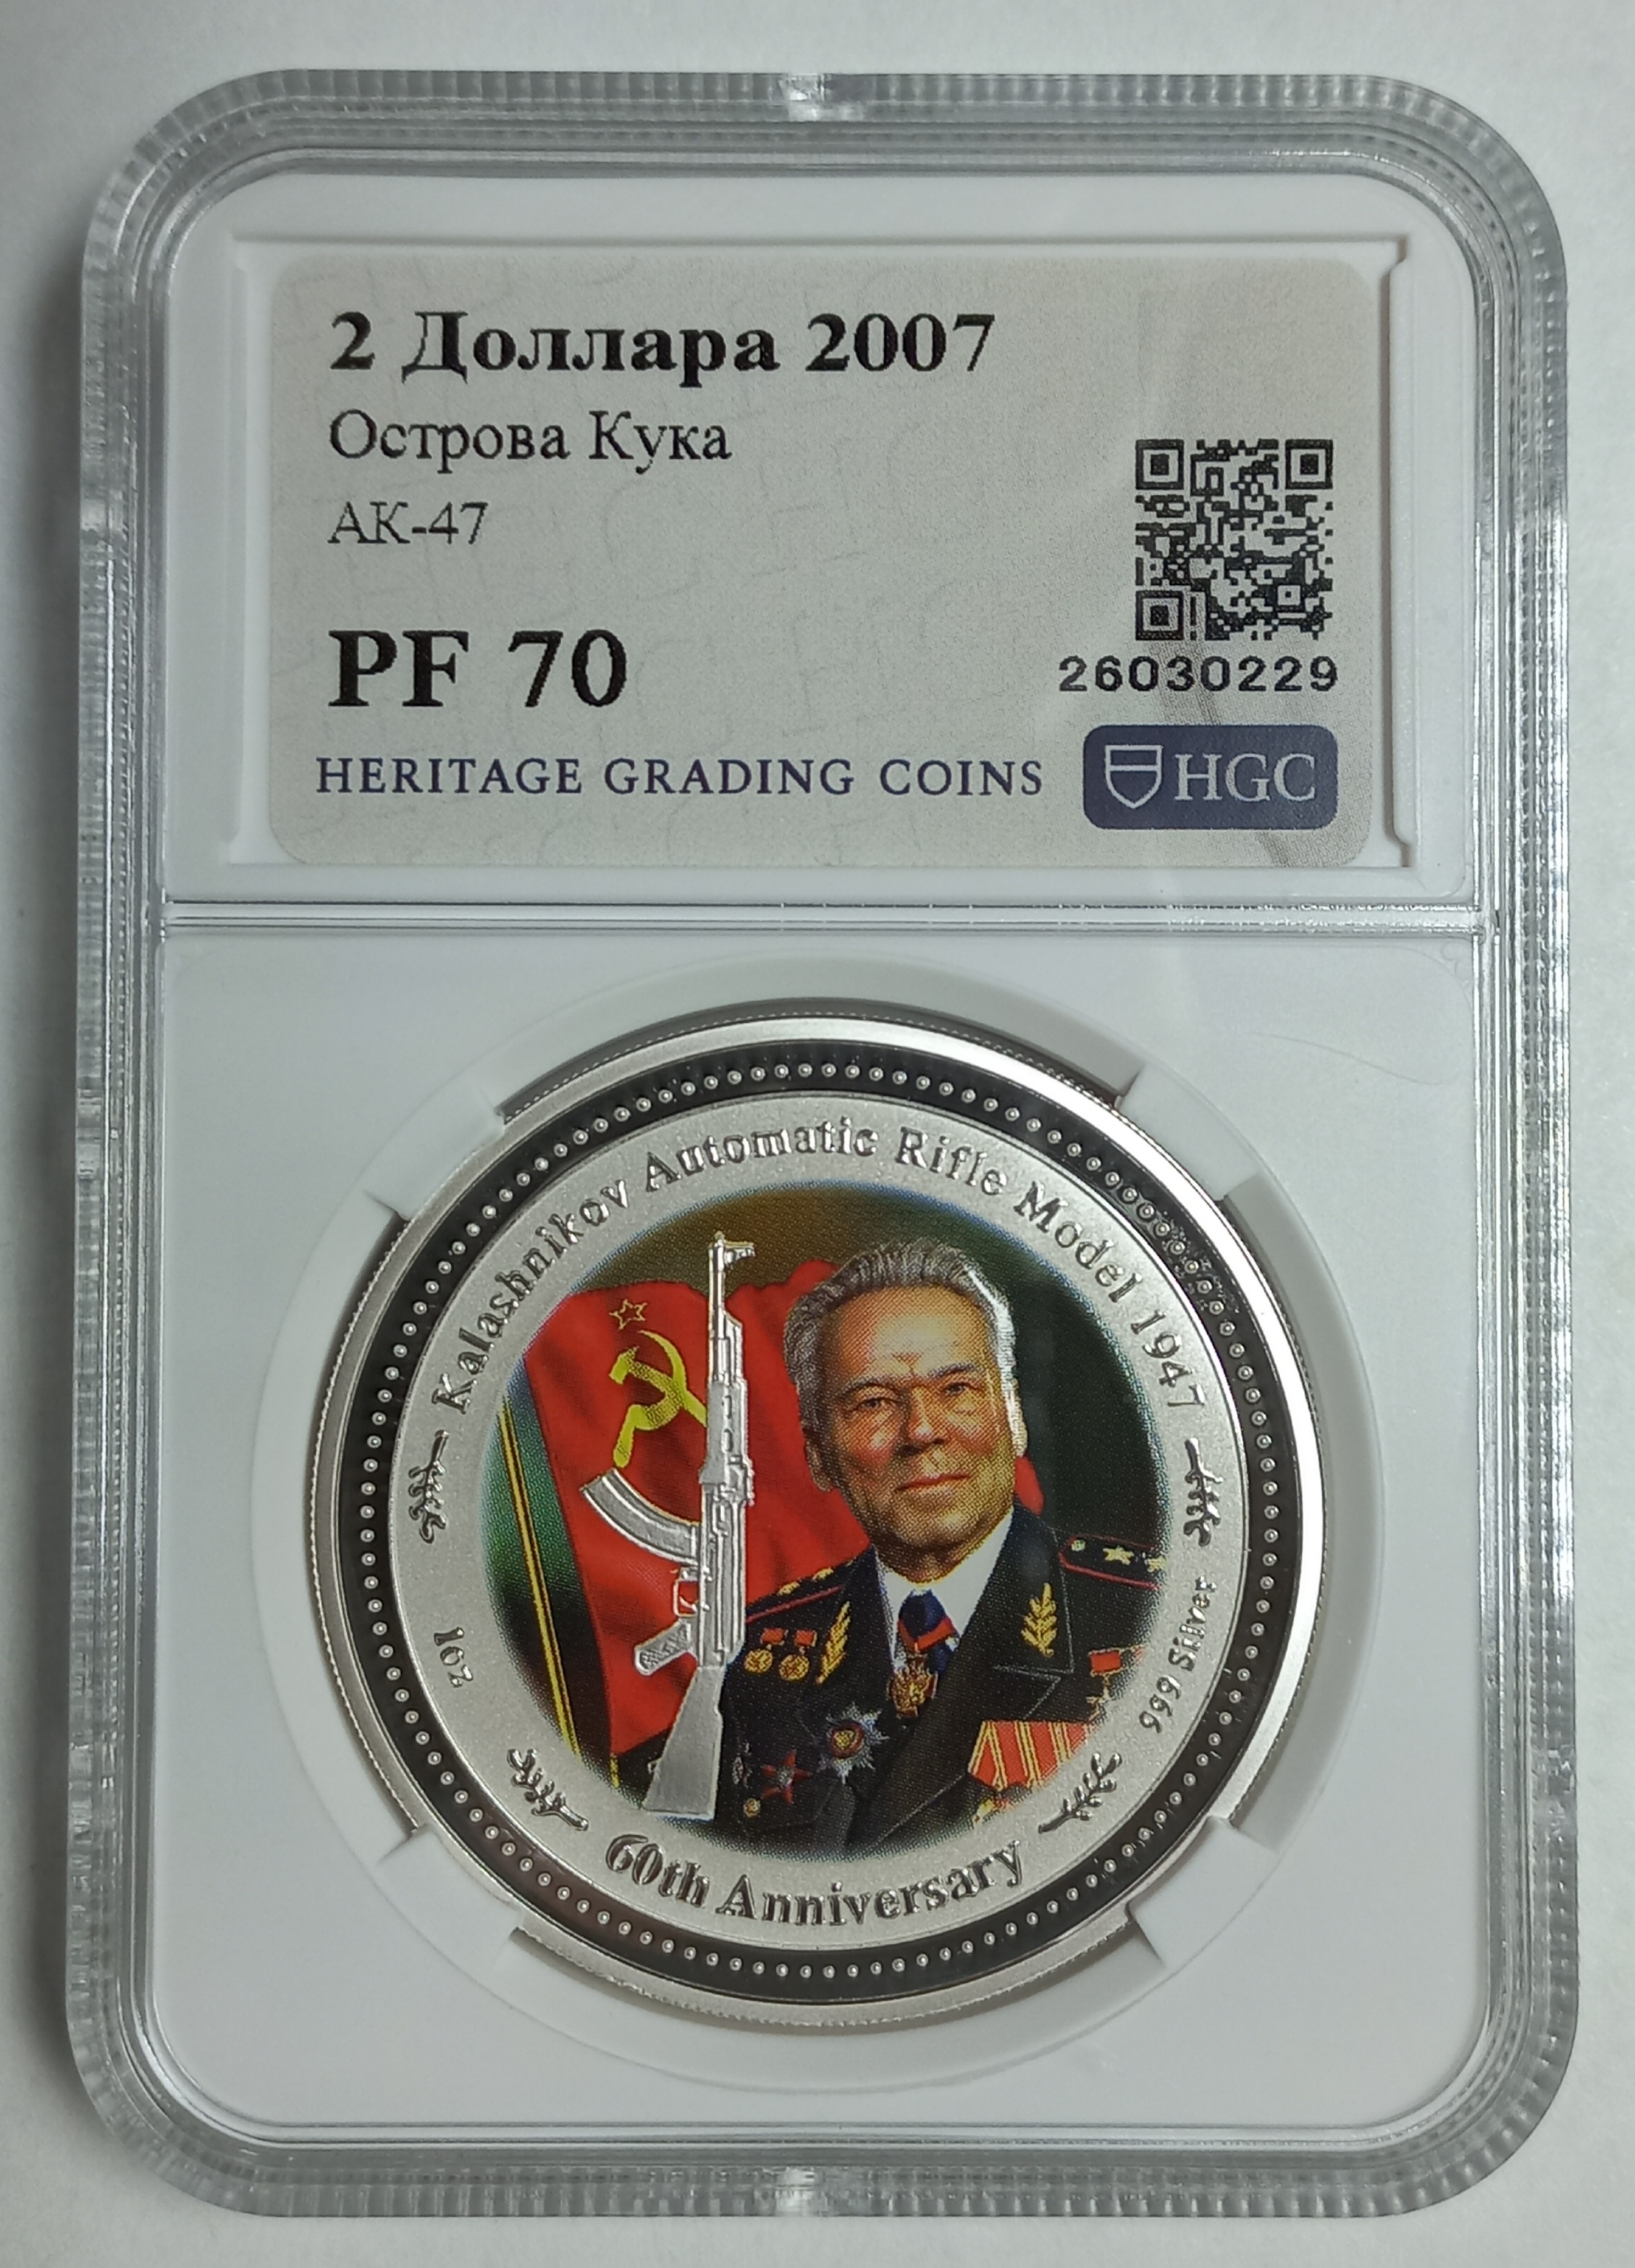 2 Доллара 2007
Острова Кука
АК-47
PF 70
26030229
HERITAGE GRADING COINS
HGC
Kalashnikov Automatic Rifle Model 1947
1oz
999 Silver
60th Anniversary